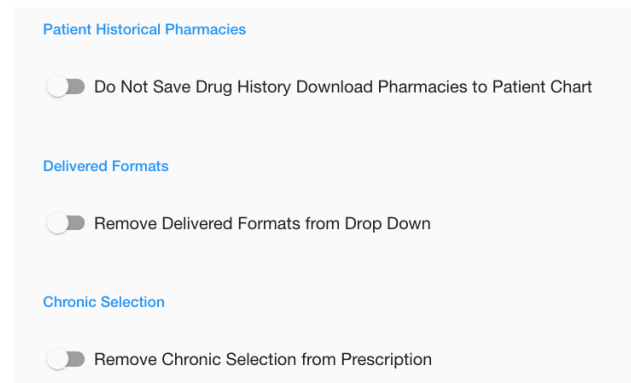 Patient Historical Pharmacies
Do Not Save Drug History Download Pharmacies to Patient Chart
Delivered Formats
Remove Delivered Formats from Drop Down
Chronic Selection
Remove Chronic Selection from Prescription